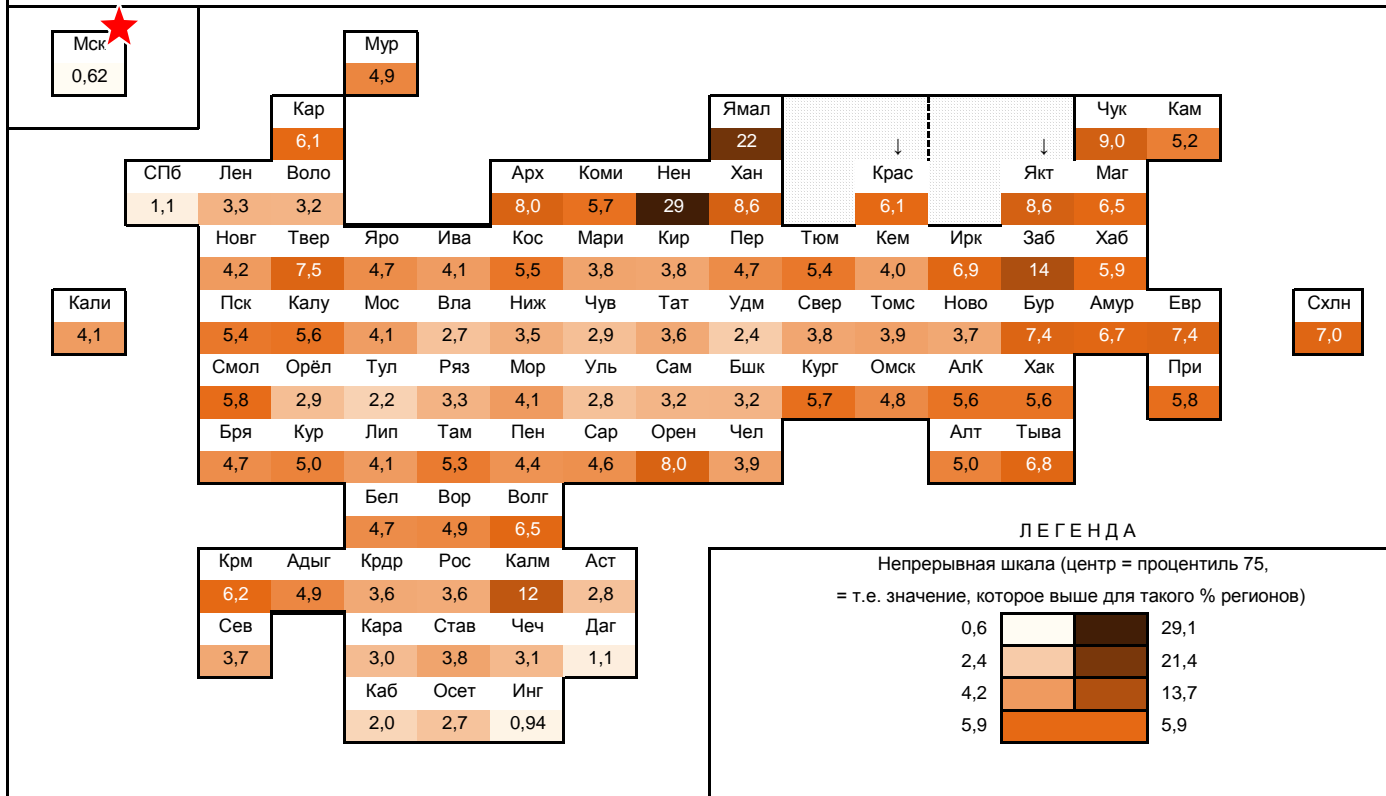 Мск Мур
0,62 4,9
Кар Ямал Чук Кам
6,1 22 ↓ ↓ 9,0 5,2
СПб Лен Воло Арх Коми Нен Хан Крас Якт Маг
1,1 3,3 3,2 8,0 5,7 29 8,6 6,1 8,6 6,5
Новг Твер Яро Ива Кос Мари Кир Пер Тюм Кем Ирк Заб Хаб
4,2 7,5 4,7 4,1 5,5 3,8 3,8 4,7 5,4 4,0 6,9 14 5,9
Кали Пск Калу Мос Вла Ниж Чув Тат Удм Свер Томс Ново Бур Амур Евр Схлн
4,1 5,4 5,6 4,1 2,7 3,5 2,9 3,6 2,4 3,8 3,9 3,7 7,4 6,7 7,4 7,0
Смол Орёл Тул Ряз Мор Уль Сам Бшк Кург Омск АлК Хак При
5,8 2,9 2,2 3,3 4,1 2,8 3,2 3,2 5,7 4,8 5,6 5,6 5,8
Бря Кур Лип Там Пен Сар Орен Чел Алт Тыва
4,7 5,0 4,1 5,3 4,4 4,6 8,0 3,9 5,0 6,8
Бел Вор Волг
4,7 4,9 6,5
Крм Адыг Крдр Рос Калм Аст
6,2 4,9 3,6 3,6 12 2,8
Сев Кара Став Чеч Даг
3,7 3,0 3,8 3,1 1,1
Каб Осет Инг
2,0 2,7 0,94
Л Е Г Е Н Д А
Непрерывная шкала (центр = процентиль 75,
= т.е. значение, которое выше для такого % регионов)
0,6 29,1
2,4 21,4
4,2 13,7
5,9 5,9